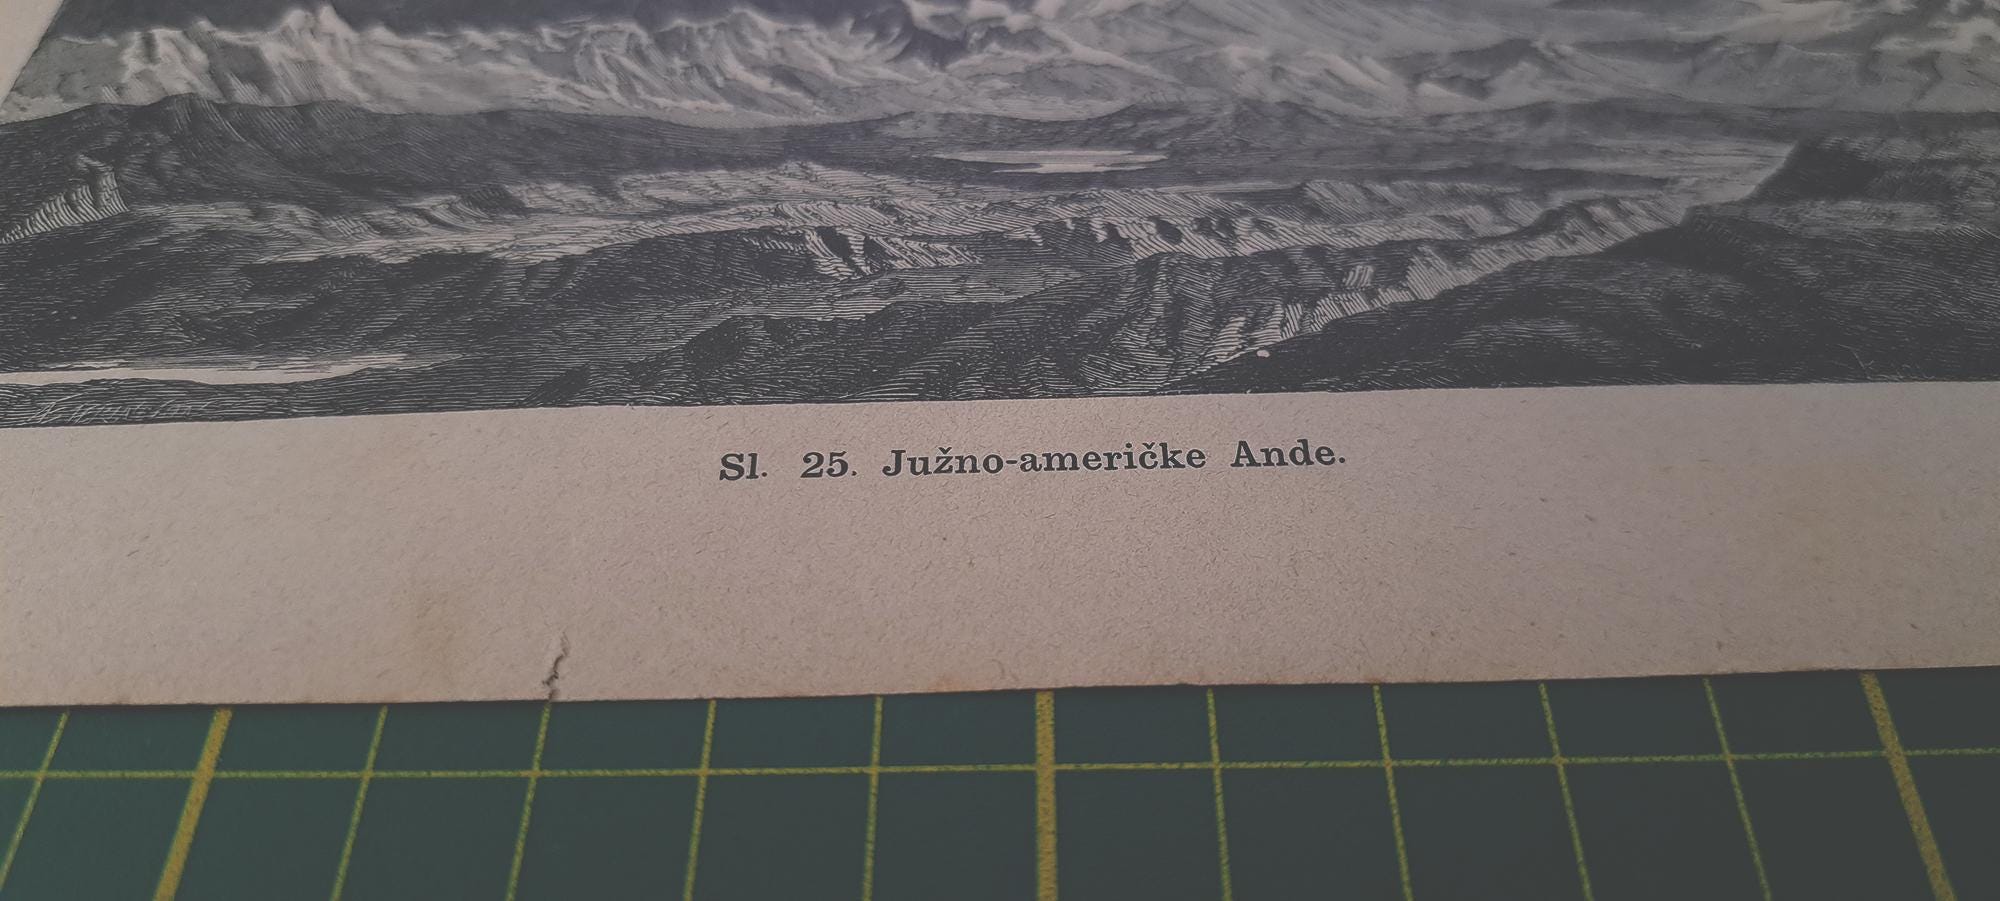 Sl. 25. Južno-američke Ande.